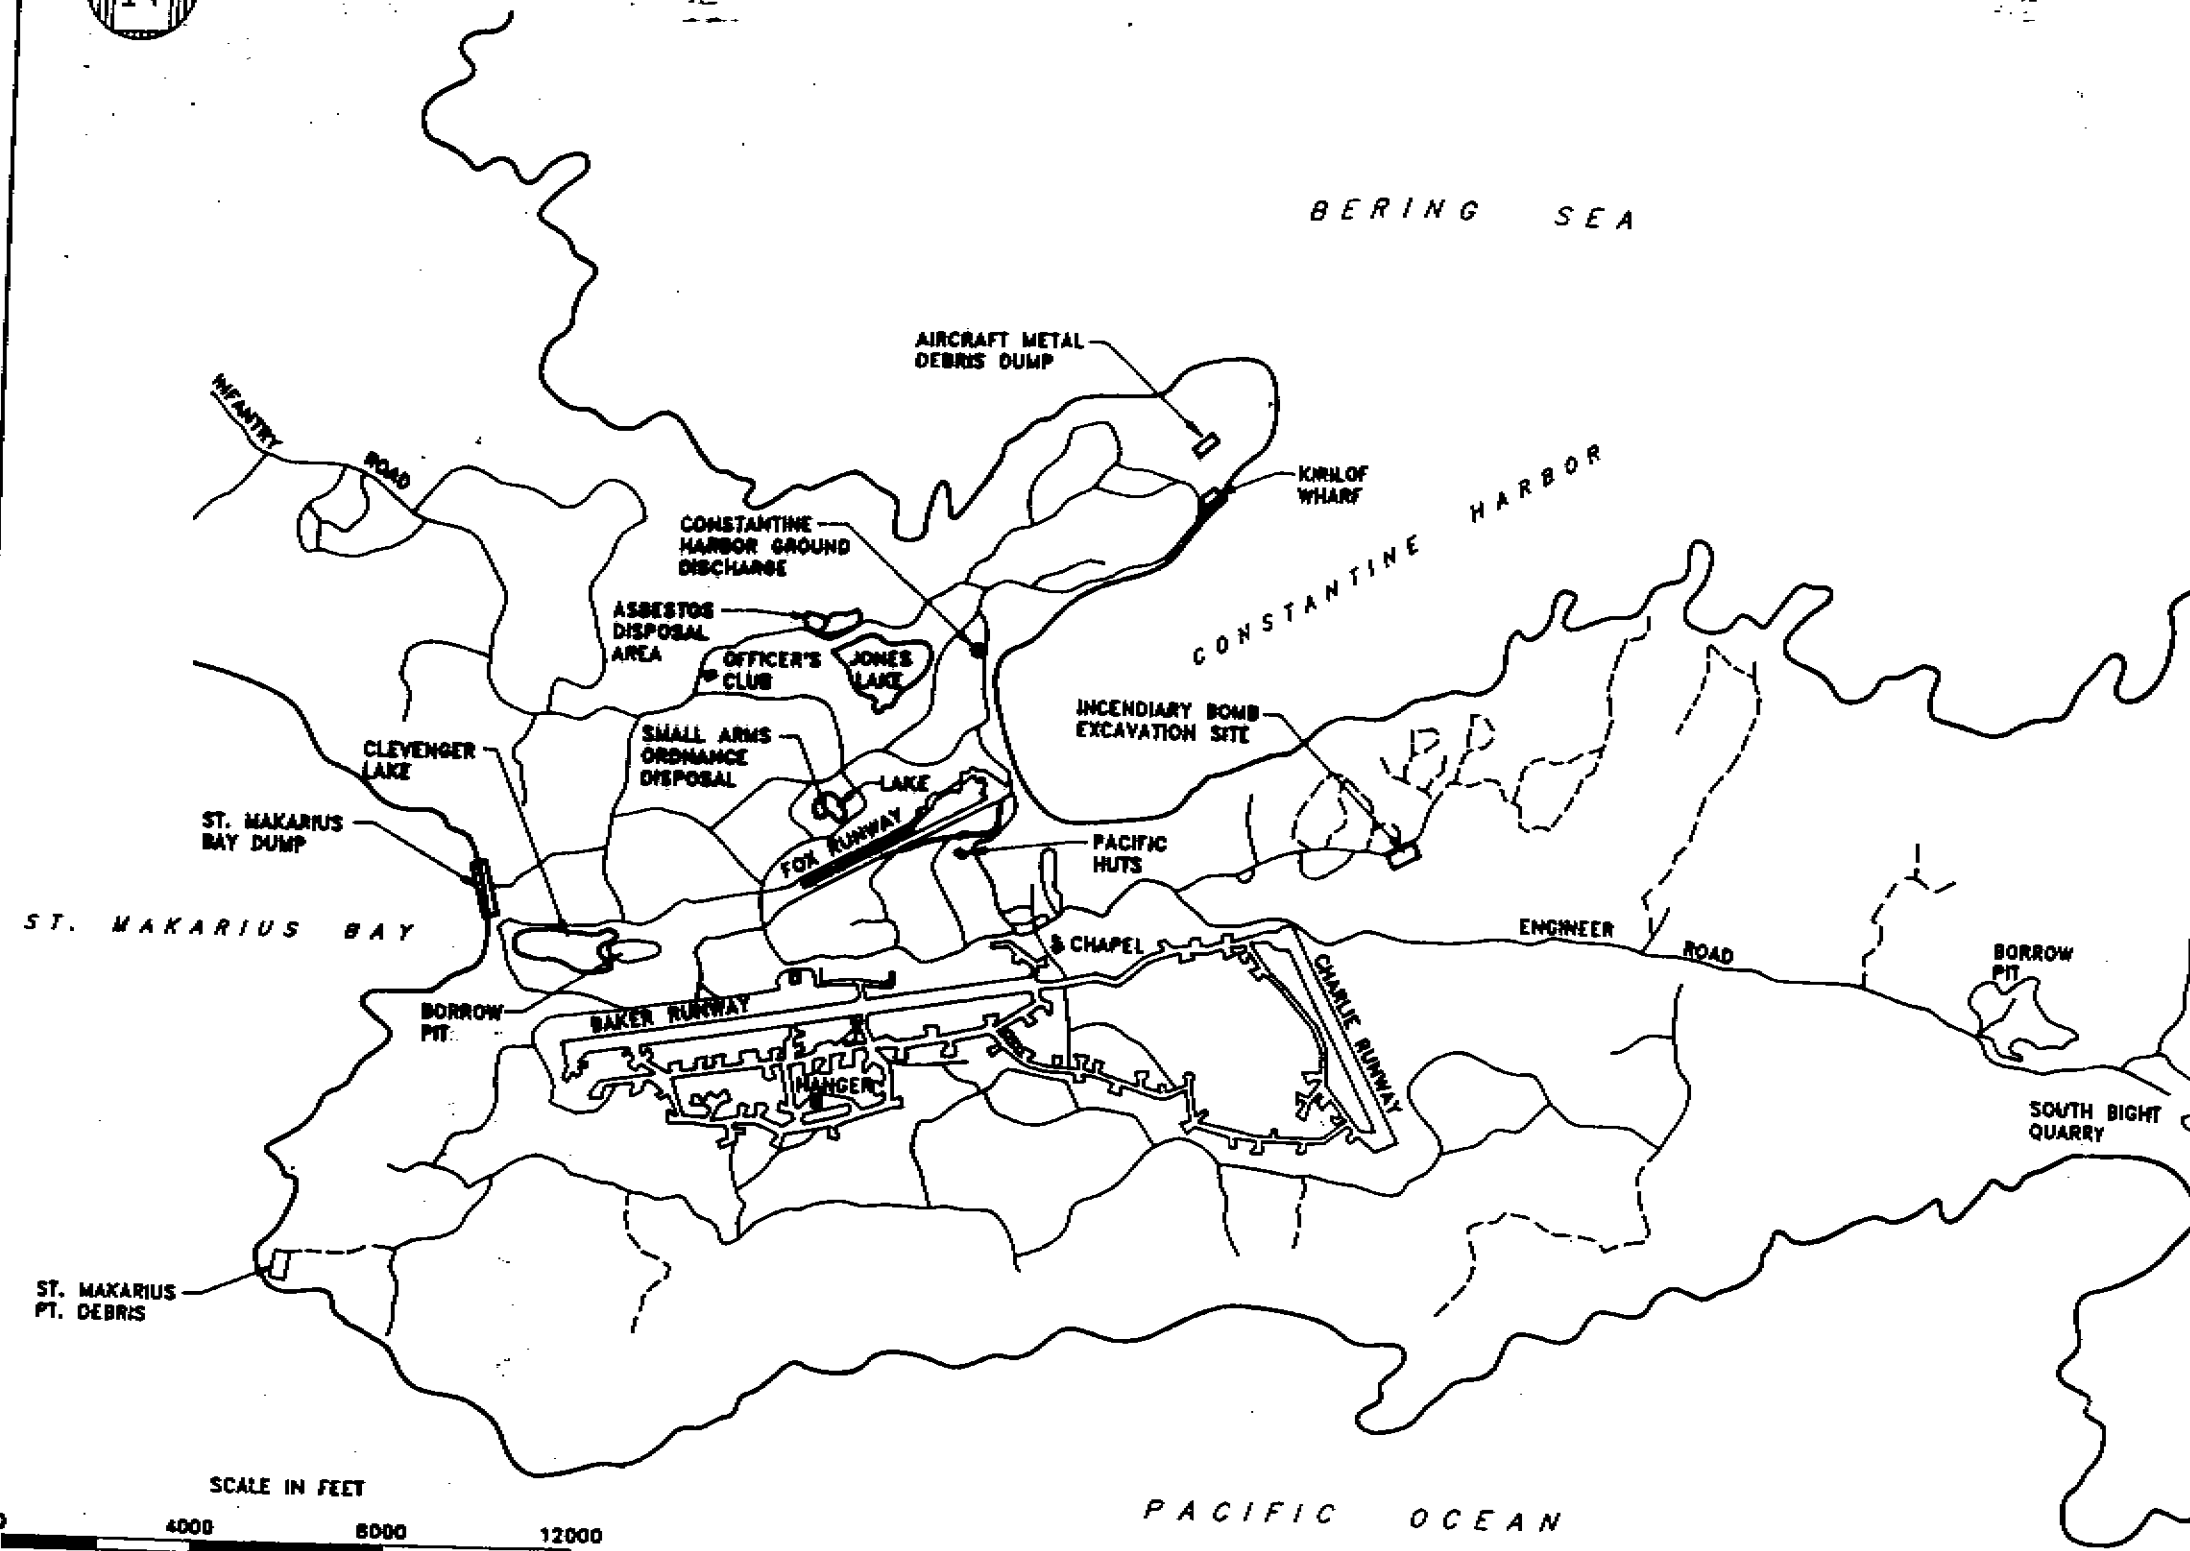 BERING SEA
AIRCRAFT METAL
DEBRIS DUMP
INFANTRY
ROAD
KIRILOF
WHARF
HARBOR
CONSTANTINE
CONSTANTINE
HARBOR GROUND
DISCHARGE
ASBESTOS
DISPOSAL
AREA
OFFICER'S
CLUB
JONES
LAKE
INCENDIARY BOMB
EXCAVATION SITE
SMALL ARMS
ORDNANCE
DISPOSAL
CLEVENGER
LAKE
LAKE
ST. MAKARIUS
BAY DUMP
FOX RUNWAY
PACIFIC
HUTS
ST. MAKARIUS BAY
CHAPEL
ENGINEER
ROAD
BORROW
PIT
CHARLIE RUNWAY
BORROW
PIT
BAKER RUNWAY
HANGER
SOUTH BIGHT
QUARRY
ST. MAKARIUS
PT. DEBRIS
SCALE IN FEET
0 4000 8000 12000
PACIFIC OCEAN